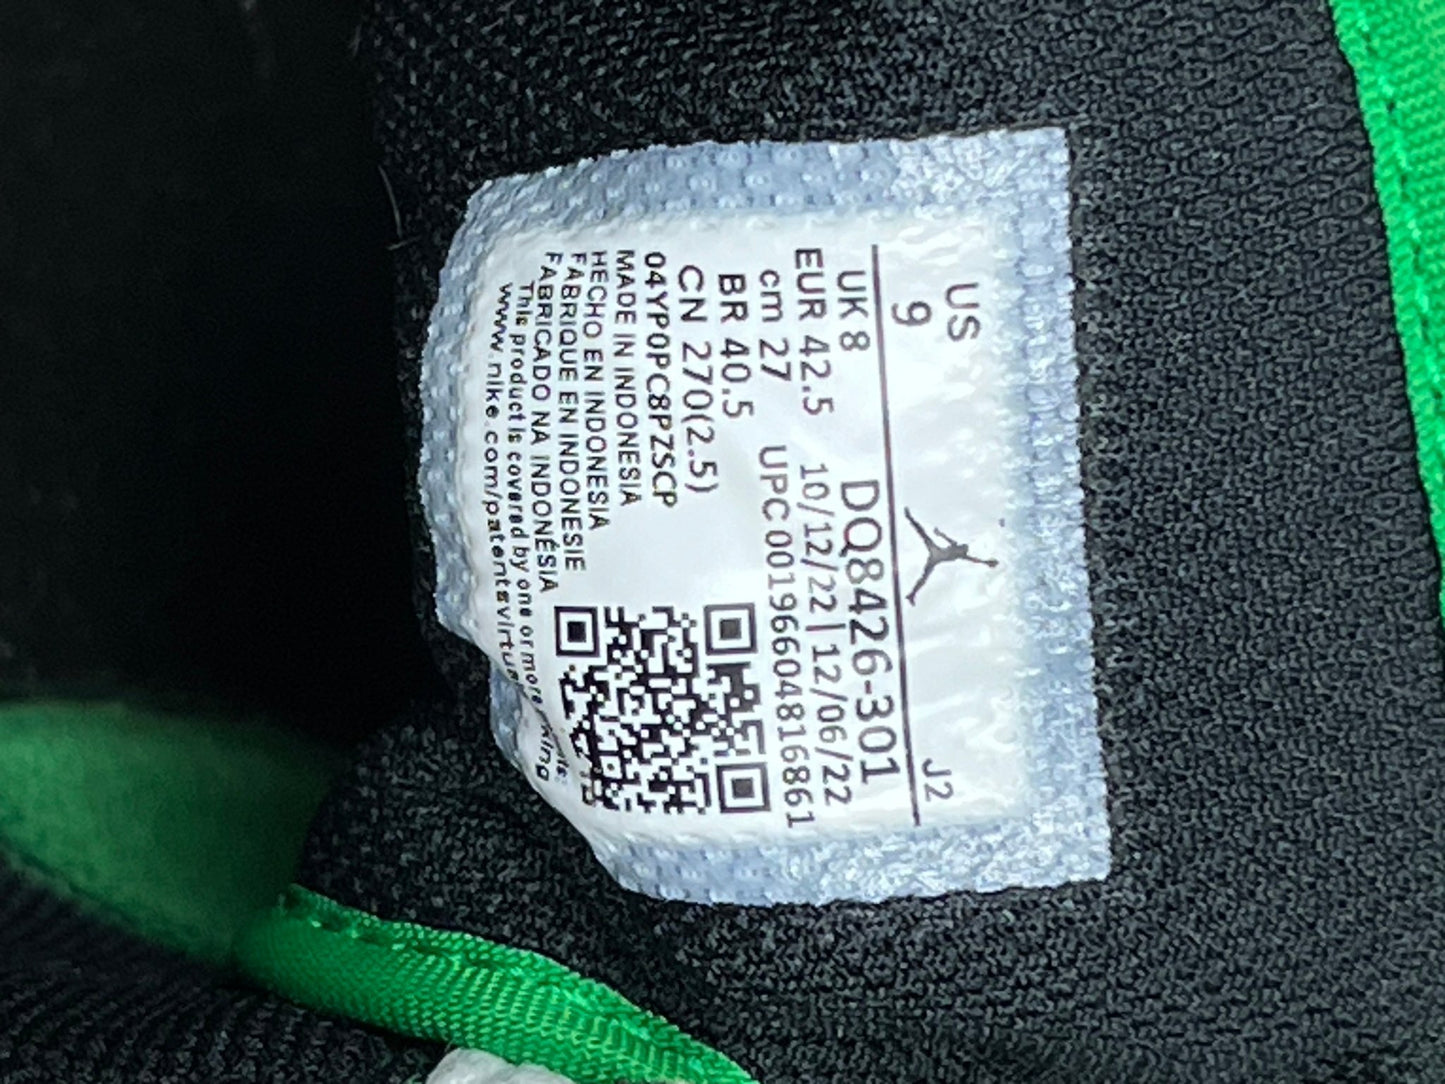 US
9
J2
UK 8
DQ8426-301
EUR 42.5
10/12/22 | 12/06/22
cm 27
UPC 00196604816861
BR 40.5
CN 270(2.5)
04YP0PC8PZSCP
MADE IN INDONESIA
HECHO EN INDONESIA
FABRIQUE EN INDONESIE
FABRICADO NA INDONÉSIA
This product is covered by one or more
www.nike.com/patents